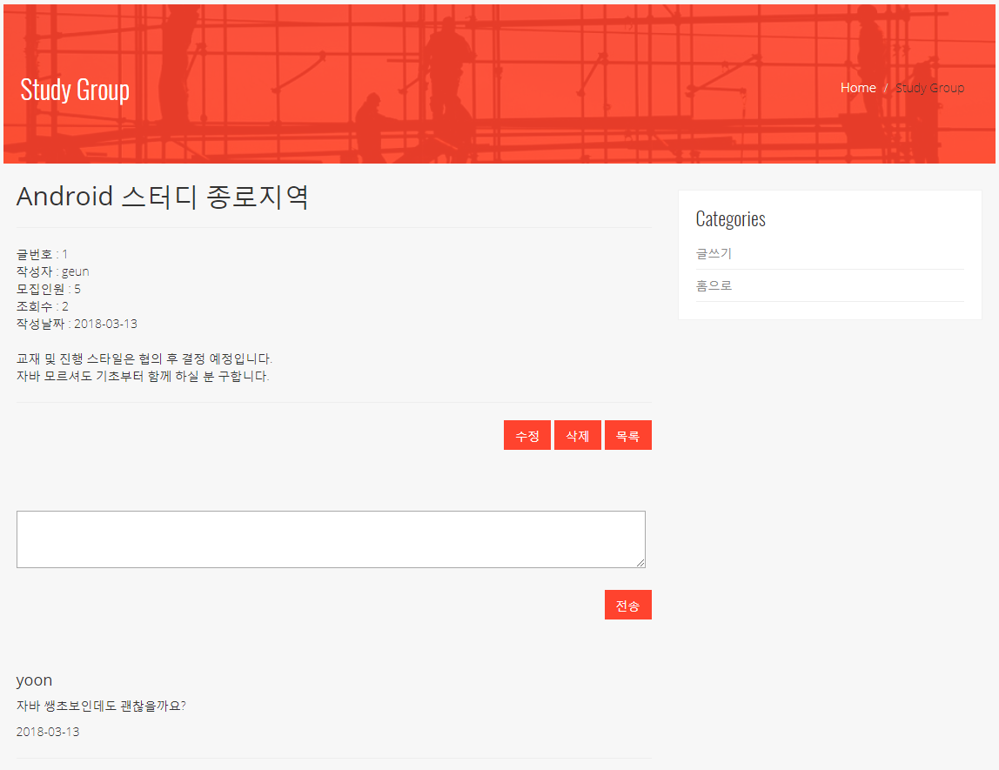 Study Group
Home / Study Group
Android 스터디 종로지역
글번호 : 1
작성자 : geun
모집인원 : 5
조회수 : 2
작성날짜 : 2018-03-13
교재 및 진행 스타일은 협의 후 결정 예정입니다.
자바 모르셔도 기초부터 함께 하실 분 구합니다.
수정 삭제 목록
전송
yoon
자바 쌩초보인데도 괜찮을까요?
2018-03-13
Categories
글쓰기
홈으로